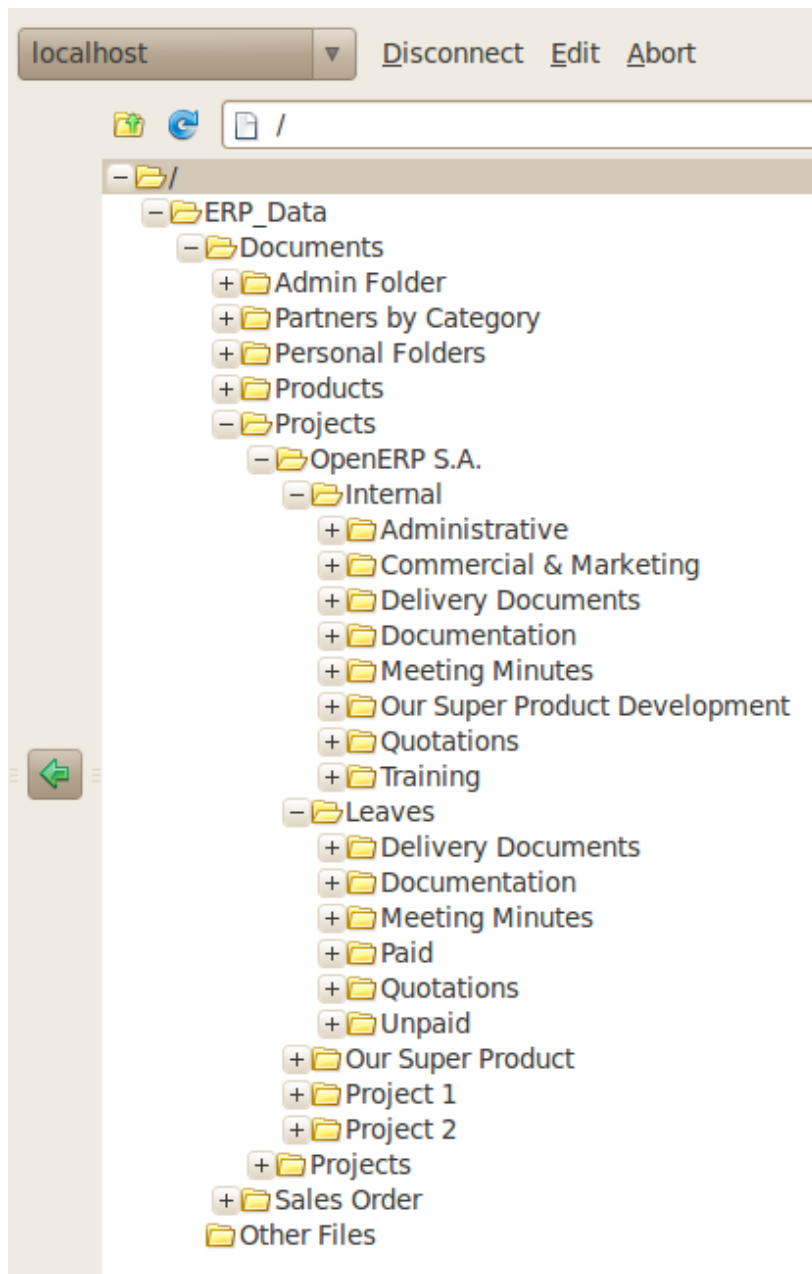 localhost Disconnect Edit Abort
/
/
ERP_Data
Documents
Admin Folder
Partners by Category
Personal Folders
Products
Projects
OpenERP S.A.
Internal
Administrative
Commercial & Marketing
Delivery Documents
Documentation
Meeting Minutes
Our Super Product Development
Quotations
Training
Leaves
Delivery Documents
Documentation
Meeting Minutes
Paid
Quotations
Unpaid
Our Super Product
Project 1
Project 2
Projects
Sales Order
Other Files